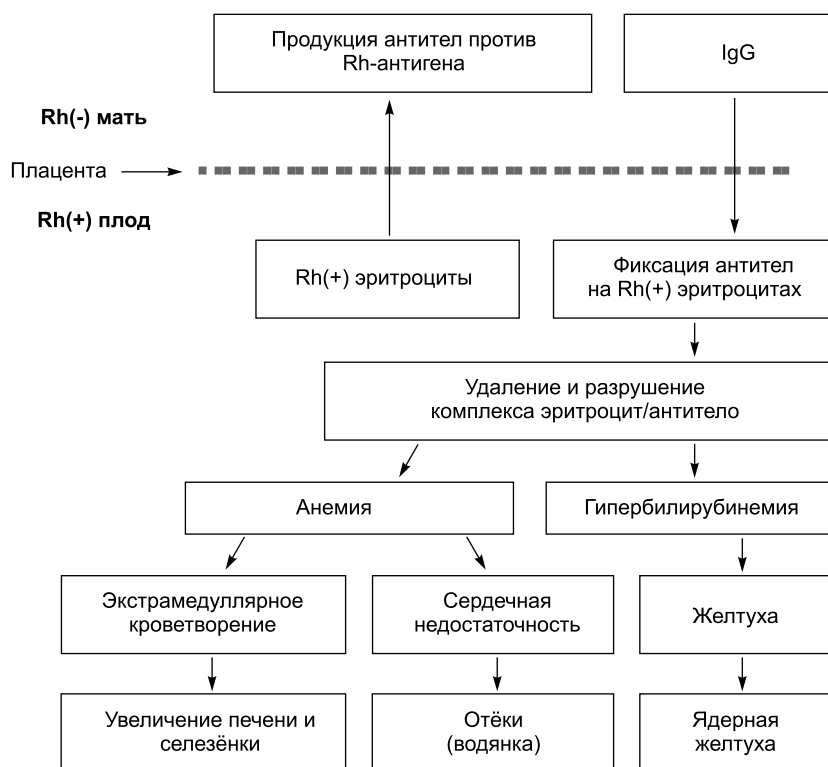 Продукция антител против
Rh-антигена
IgG
Rh(-) мать
Плацента
Rh(+) плод
Rh(+) эритроциты
Фиксация антител
на Rh(+) эритроцитах
Удаление и разрушение
комплекса эритроцит/антитело
Анемия
Гипербилирубинемия
Экстрамедуллярное
кроветворение
Сердечная
недостаточность
Желтуха
Увеличение печени и
селезёнки
Отёки
(водянка)
Ядерная
желтуха